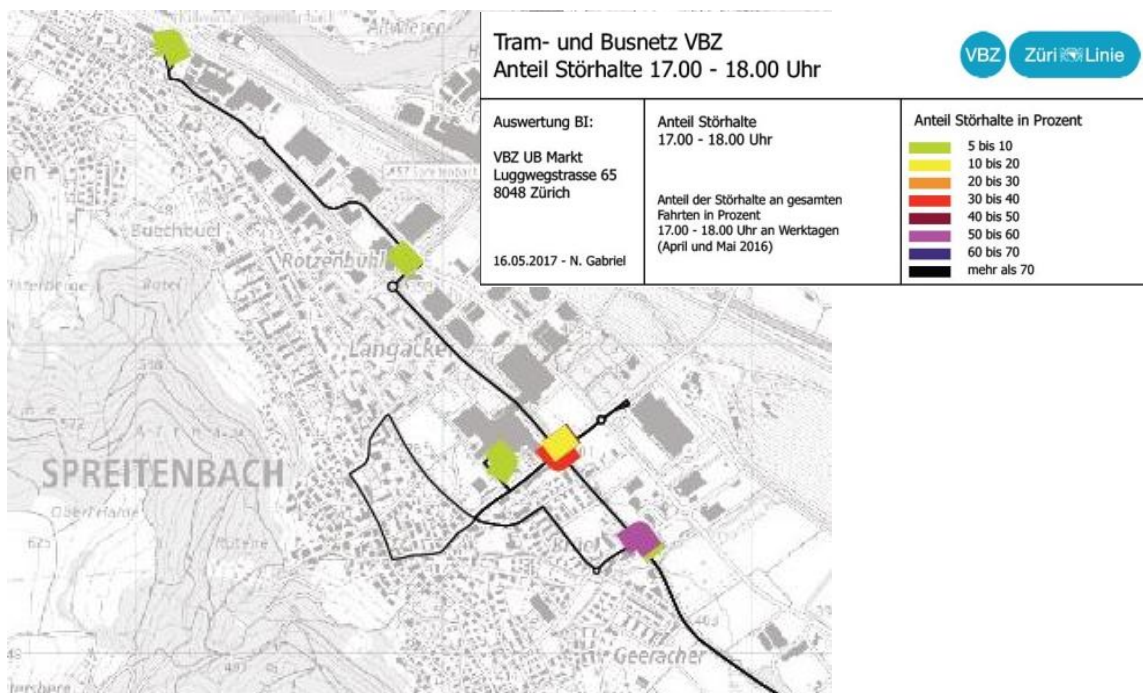 Tram- und Busnetz VBZ
Anteil Störhalte 17.00 - 18.00 Uhr
VBZ Züri Linie
Auswertung BI:
VBZ UB Markt
Luggwegstrasse 65
8048 Zürich
16.05.2017 - N. Gabriel
Anteil Störhalte
17.00 - 18.00 Uhr
Anteil der Störhalte an gesamten
Fahrten in Prozent
17.00 - 18.00 Uhr an Werktagen
(April und Mai 2016)
Anteil Störhalte in Prozent
5 bis 10
10 bis 20
20 bis 30
30 bis 40
40 bis 50
50 bis 60
60 bis 70
mehr als 70
Altwiesen
Buechbüel
Rotzenbühl
Langacker
SPREITENBACH
625
403
Geeracher